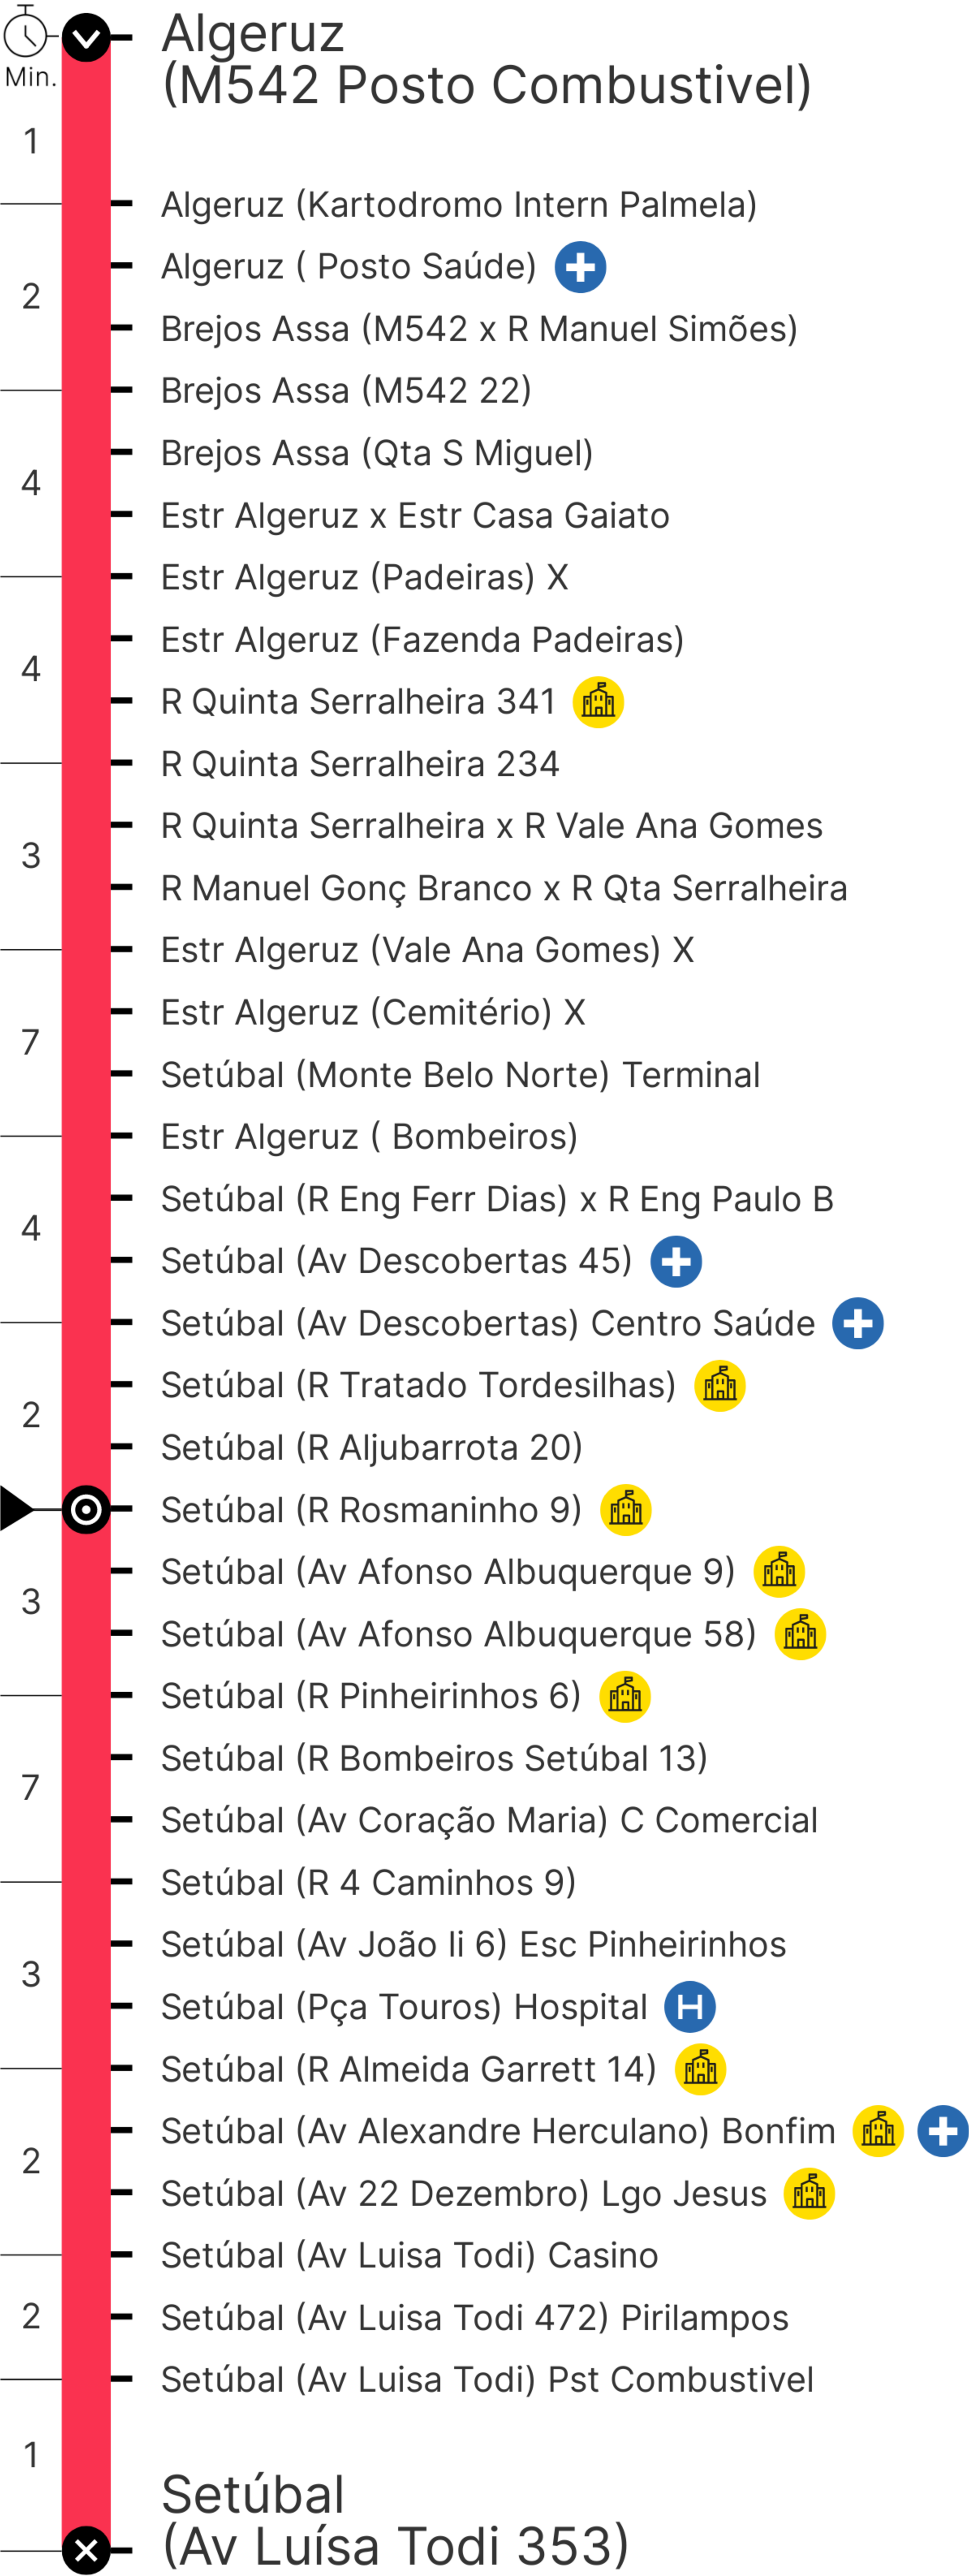 Algeruz
(M542 Posto Combustivel)
Min.
1
Algeruz (Kartodromo Intern Palmela)
Algeruz ( Posto Saúde)
2
Brejos Assa (M542 x R Manuel Simões)
Brejos Assa (M542 22)
Brejos Assa (Qta S Miguel)
4
Estr Algeruz x Estr Casa Gaiato
Estr Algeruz (Padeiras) X
Estr Algeruz (Fazenda Padeiras)
4
R Quinta Serralheira 341
R Quinta Serralheira 234
R Quinta Serralheira x R Vale Ana Gomes
3
R Manuel Gonç Branco x R Qta Serralheira
Estr Algeruz (Vale Ana Gomes) X
Estr Algeruz (Cemitério) X
7
Setúbal (Monte Belo Norte) Terminal
Estr Algeruz ( Bombeiros)
Setúbal (R Eng Ferr Dias) x R Eng Paulo B
4
Setúbal (Av Descobertas 45)
Setúbal (Av Descobertas) Centro Saúde
Setúbal (R Tratado Tordesilhas)
2
Setúbal (R Aljubarrota 20)
Setúbal (R Rosmaninho 9)
Setúbal (Av Afonso Albuquerque 9)
3
Setúbal (Av Afonso Albuquerque 58)
Setúbal (R Pinheirinhos 6)
Setúbal (R Bombeiros Setúbal 13)
7
Setúbal (Av Coração Maria) C Comercial
Setúbal (R 4 Caminhos 9)
Setúbal (Av João Ii 6) Esc Pinheirinhos
3
Setúbal (Pça Touros) Hospital H
Setúbal (R Almeida Garrett 14)
Setúbal (Av Alexandre Herculano) Bonfim
2
Setúbal (Av 22 Dezembro) Lgo Jesus
Setúbal (Av Luisa Todi) Casino
2
Setúbal (Av Luisa Todi 472) Pirilampos
Setúbal (Av Luisa Todi) Pst Combustivel
1
Setúbal
(Av Luísa Todi 353)